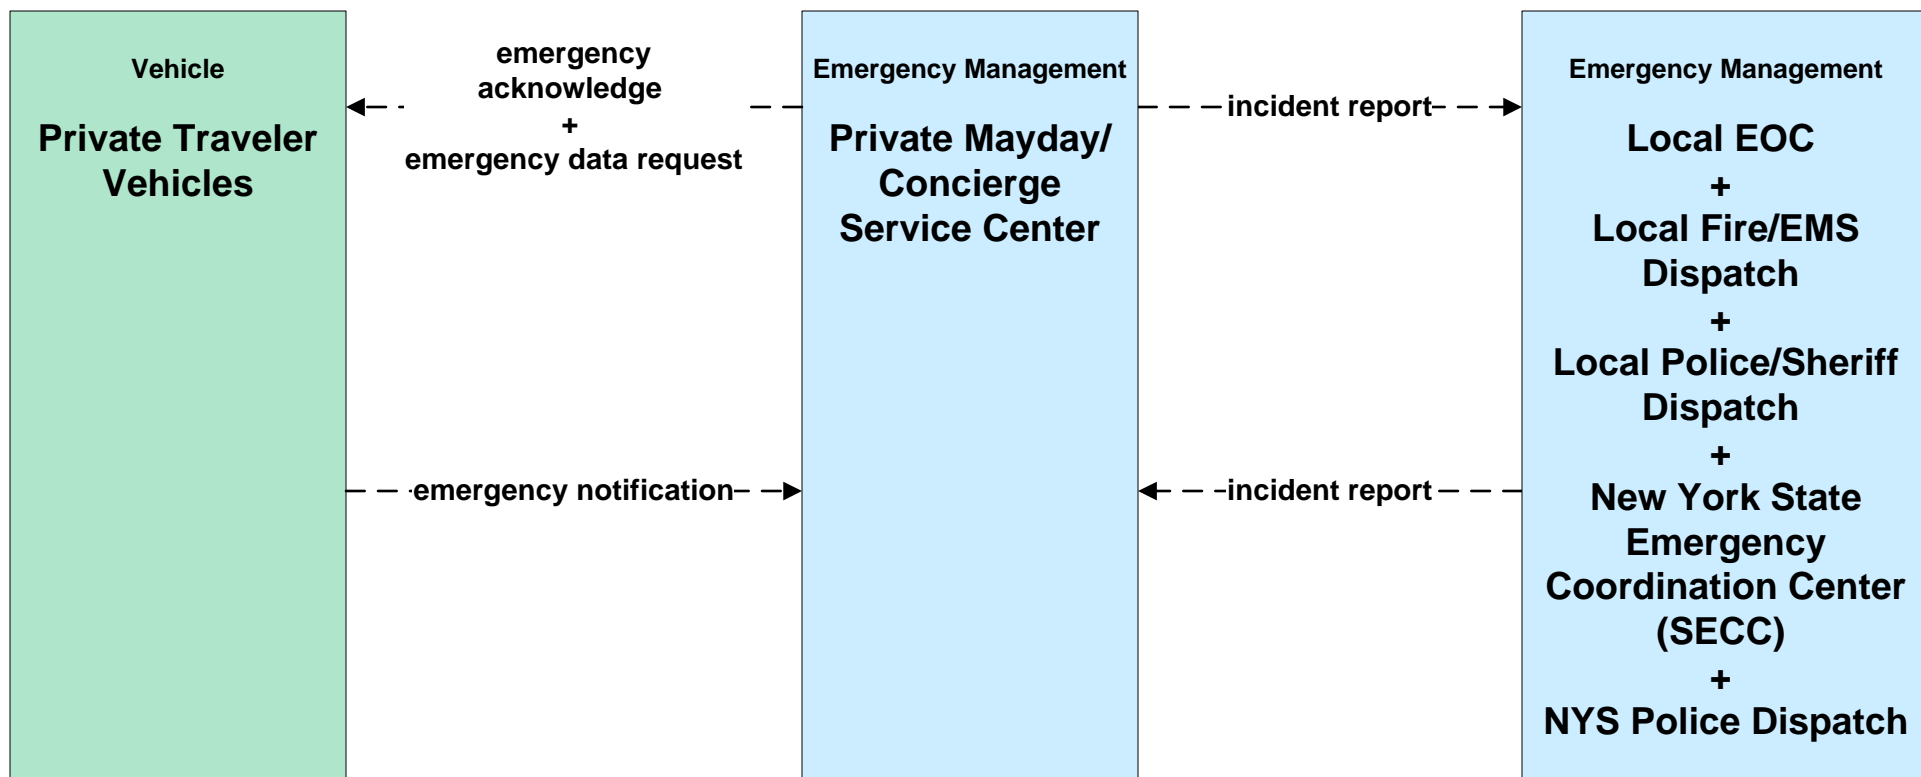 Vehicle
Private Traveler
Vehicles
emergency
acknowledge
+
emergency data request
emergency notification
Emergency Management
Private Mayday/
Concierge
Service Center
incident report
incident report
Emergency Management
Local EOC
+
Local Fire/EMS
Dispatch
+
Local Police/Sheriff
Dispatch
+
New York State
Emergency
Coordination Center
(SECC)
+
NYS Police Dispatch